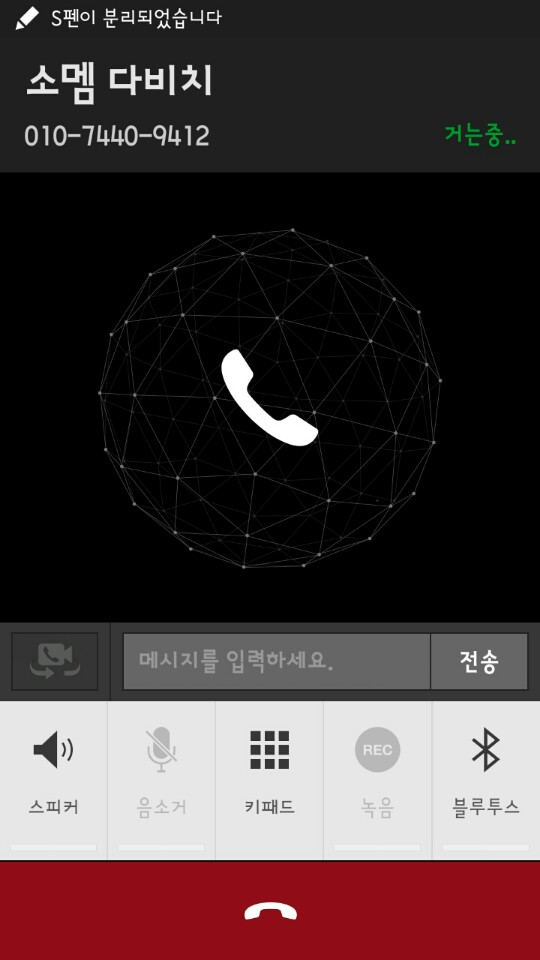 S펜이 분리되었습니다
소멤 다비치
010-7440-9412
거는중..
메시지를 입력하세요.
전송
스피커
음소거
키패드
REC
녹음
블루투스